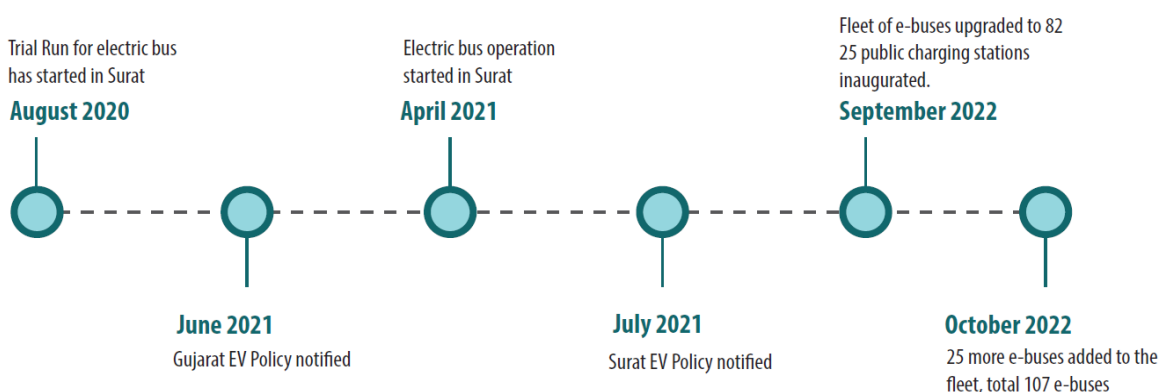 Trial Run for electric bus
has started in Surat
August 2020
June 2021
Gujarat EV Policy notified
Electric bus operation
started in Surat
April 2021
July 2021
Surat EV Policy notified
Fleet of e-buses upgraded to 82
25 public charging stations
inaugurated.
September 2022
October 2022
25 more e-buses added to the
fleet, total 107 e-buses